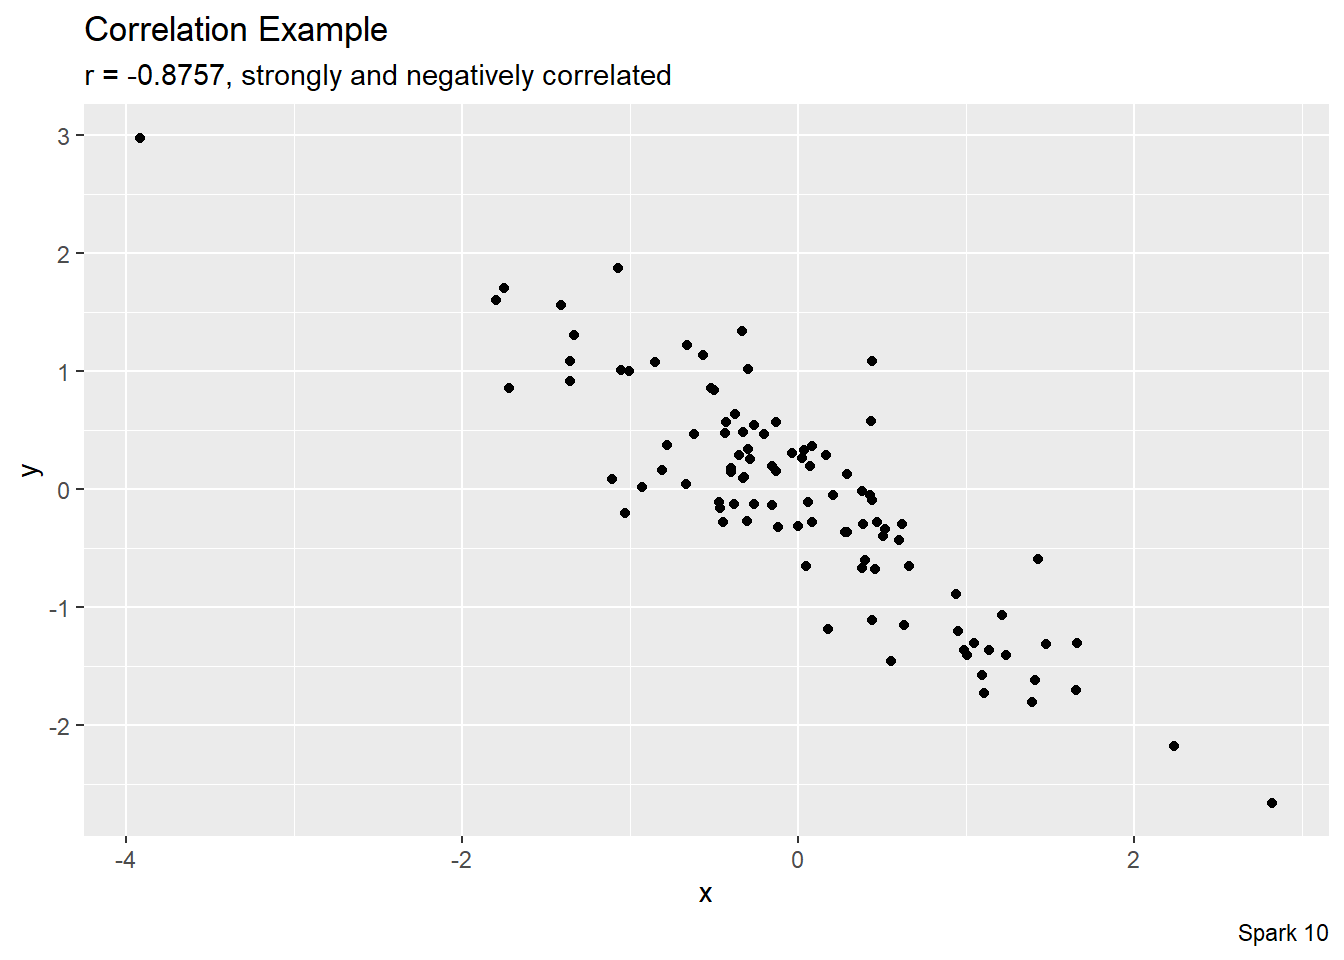 Correlation Example
r = -0.8757, strongly and negatively correlated
3
2
1
0
-1
-2
y
-4 -2 0 2
x
Spark 10